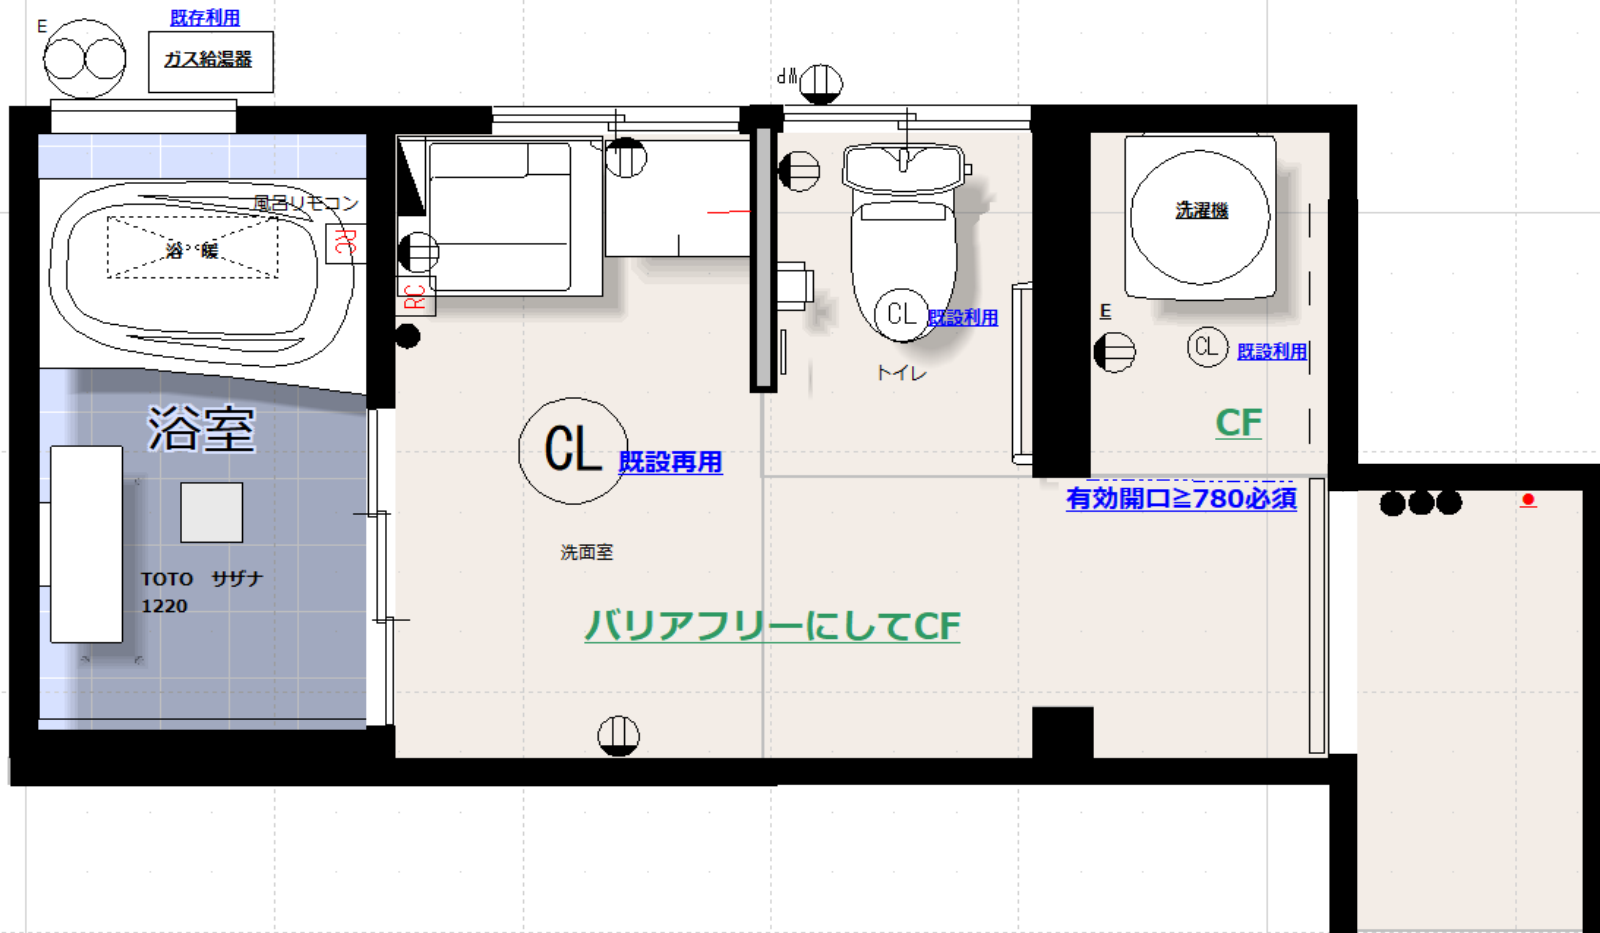 E
既存利用
ガス給湯器
風呂リモコン
浴 暖
RC
RC
浴室
TOTO サザナ
1220
CL
既設再用
洗面室
バリアフリーにしてCF
WP
CL
既設利用
トイレ
洗濯機
E
CL
既設利用
CF
有効開口≧780必須